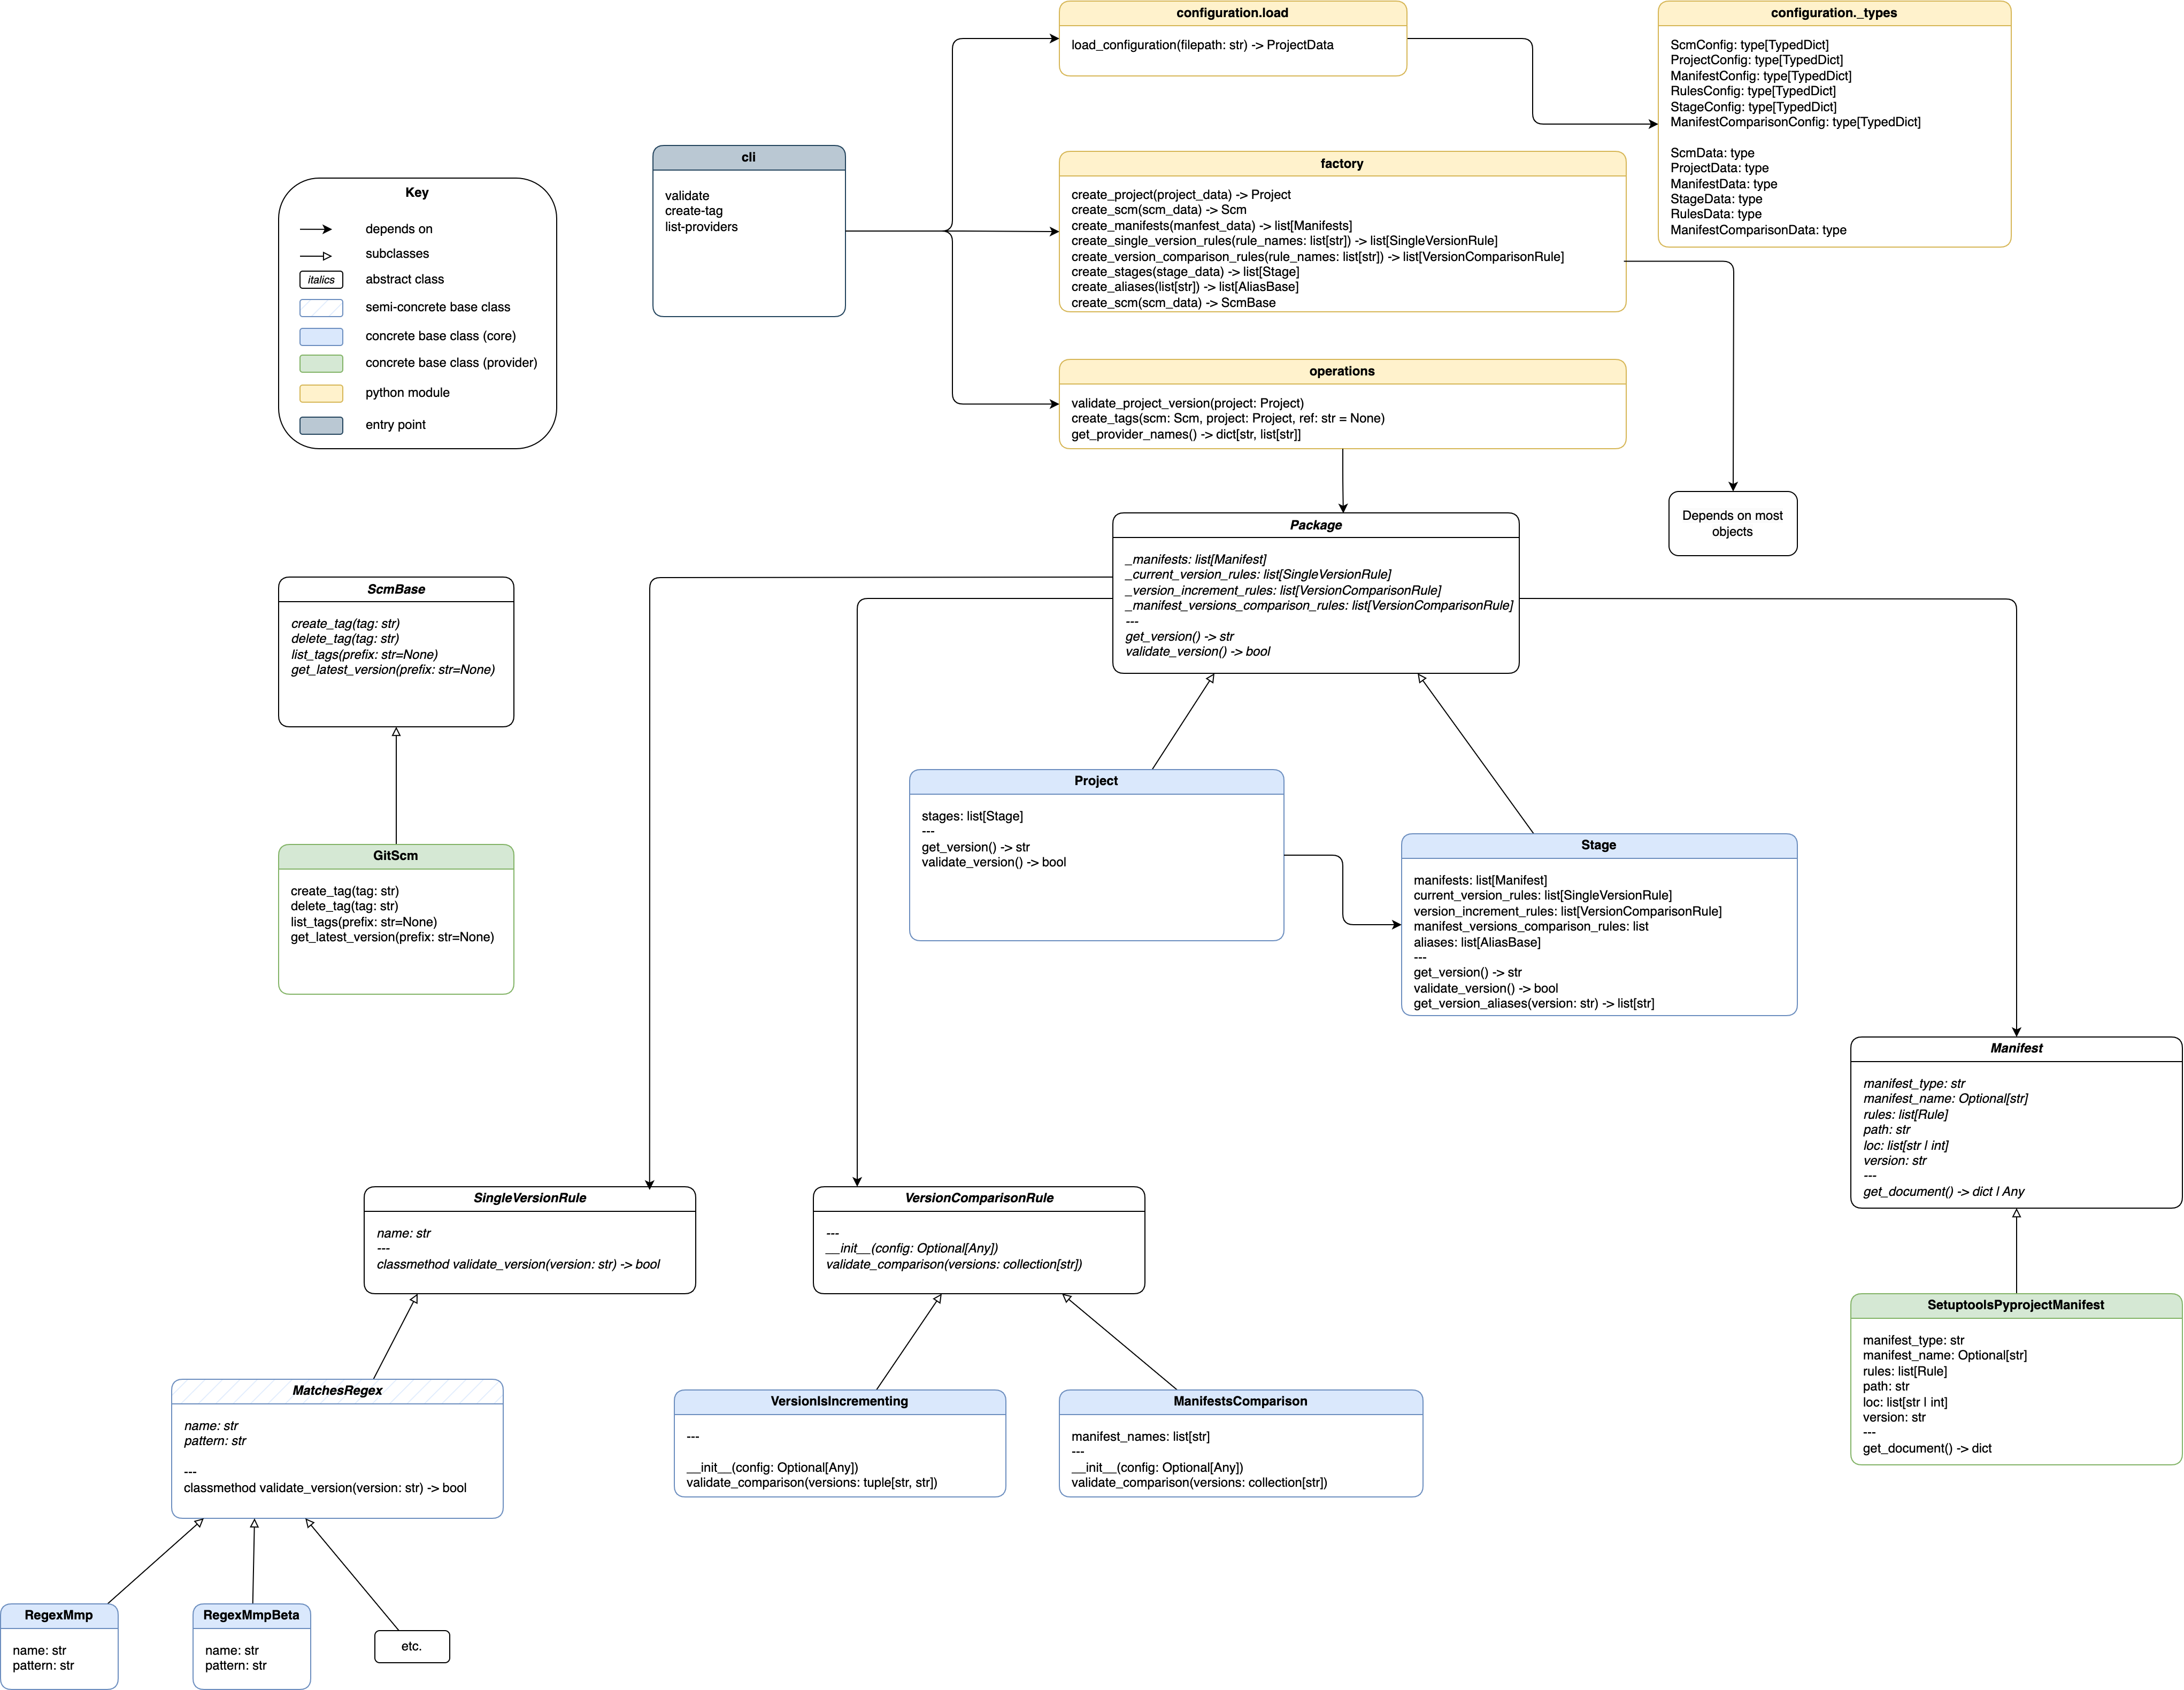 configuration.load
load_configuration(filepath: str) -> ProjectData
configuration._types
ScmConfig: type[TypedDict]
ProjectConfig: type[TypedDict]
ManifestConfig: type[TypedDict]
RulesConfig: type[TypedDict]
StageConfig: type[TypedDict]
ManifestComparisonConfig: type[TypedDict]
ScmData: type
ProjectData: type
ManifestData: type
StageData: type
RulesData: type
ManifestComparisonData: type
cli
validate
create-tag
list-providers
factory
create_project(project_data) -> Project
create_scm(scm_data) -> Scm
create_manifests(manfest_data) -> list[Manifests]
create_single_version_rules(rule_names: list[str]) -> list[SingleVersionRule]
create_version_comparison_rules(rule_names: list[str]) -> list[VersionComparisonRule]
create_stages(stage_data) -> list[Stage]
create_aliases(list[str]) -> list[AliasBase]
create_scm(scm_data) -> ScmBase
Key
depends on
subclasses
italics
abstract class
semi-concrete base class
concrete base class (core)
concrete base class (provider)
python module
entry point
operations
validate_project_version(project: Project)
create_tags(scm: Scm, project: Project, ref: str = None)
get_provider_names() -> dict[str, list[str]]
Depends on most
objects
Package
_manifests: list[Manifest]
_current_version_rules: list[SingleVersionRule]
_version_increment_rules: list[VersionComparisonRule]
_manifest_versions_comparison_rules: list[VersionComparisonRule]
---
get_version() -> str
validate_version() -> bool
ScmBase
create_tag(tag: str)
delete_tag(tag: str)
list_tags(prefix: str=None)
get_latest_version(prefix: str=None)
Project
stages: list[Stage]
---
get_version() -> str
validate_version() -> bool
Stage
manifests: list[Manifest]
current_version_rules: list[SingleVersionRule]
version_increment_rules: list[VersionComparisonRule]
manifest_versions_comparison_rules: list
aliases: list[AliasBase]
---
get_version() -> str
validate_version() -> bool
get_version_aliases(version: str) -> list[str]
GitScm
create_tag(tag: str)
delete_tag(tag: str)
list_tags(prefix: str=None)
get_latest_version(prefix: str=None)
Manifest
manifest_type: str
manifest_name: Optional[str]
rules: list[Rule]
path: str
loc: list[str | int]
version: str
---
get_document() -> dict | Any
SingleVersionRule
name: str
---
classmethod validate_version(version: str) -> bool
VersionComparisonRule
---
__init__(config: Optional[Any])
validate_comparison(versions: collection[str])
SetuptoolsPyprojectManifest
manifest_type: str
manifest_name: Optional[str]
rules: list[Rule]
path: str
loc: list[str | int]
version: str
---
get_document() -> dict
MatchesRegex
name: str
pattern: str
---
classmethod validate_version(version: str) -> bool
VersionIsIncrementing
---
__init__(config: Optional[Any])
validate_comparison(versions: tuple[str, str])
ManifestsComparison
manifest_names: list[str]
---
__init__(config: Optional[Any])
validate_comparison(versions: collection[str])
RegexMmp
name: str
pattern: str
RegexMmpBeta
name: str
pattern: str
etc.